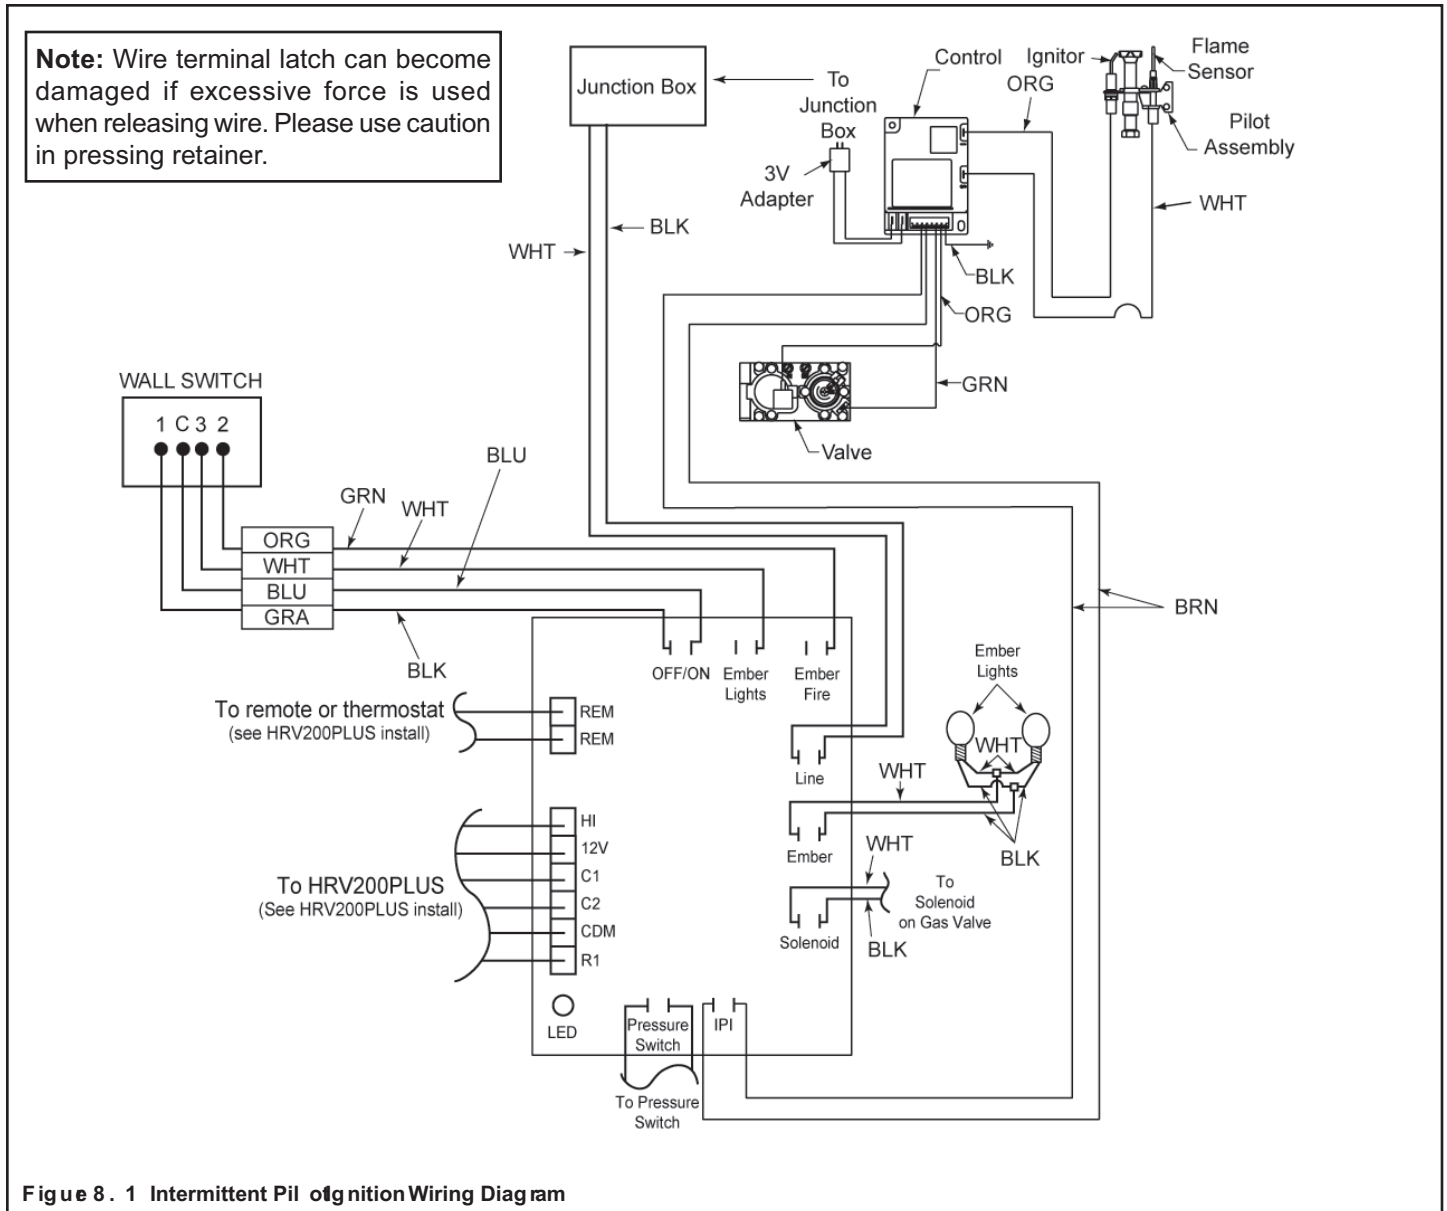 Note: Wire terminal latch can become
damaged if excessive force is used
when releasing wire. Please use caution
in pressing retainer.
Junction Box
To
Junction
Box
3V
Adapter
Control
Ignitor
ORG
Flame
Sensor
Pilot
Assembly
WHT
BLK
WHT
BLK
ORG
GRN
Valve
WALL SWITCH
1 C 3 2
GRN
WHT
BLU
ORG
WHT
BLU
GRA
BLK
BRN
OFF/ON
Ember
Lights
Ember
Fire
Ember
Lights
To remote or thermostat
(see HRV200PLUS install)
REM
REM
Line
WHT
WHT
BLK
Ember
WHT
To
Solenoid
on Gas Valve
Solenoid
BLK
To HRV200PLUS
(See HRV200PLUS install)
HI
12V
C1
C2
CDM
R1
LED
Pressure
Switch
IPI
To Pressure
Switch
Figure 8. 1 Intermittent Pilot Ignition Wiring Diagram